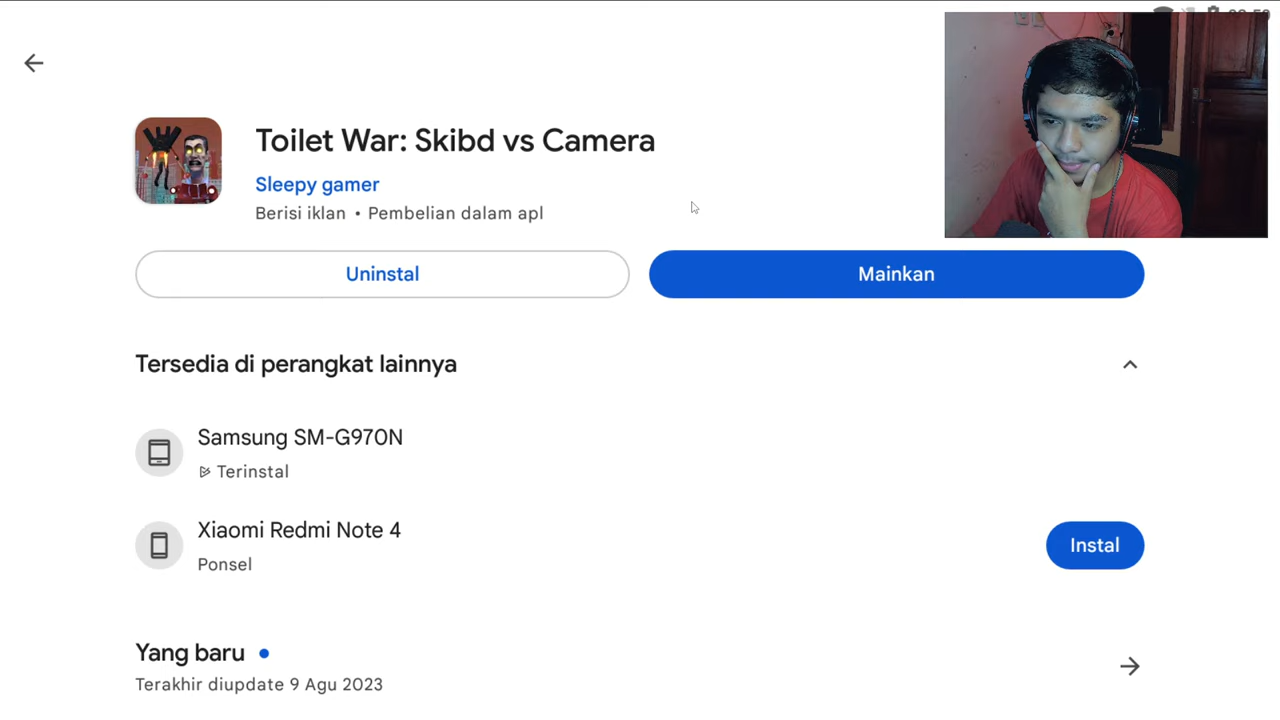 Toilet War: Skibd vs Camera
Sleepy gamer
Berisi iklan • Pembelian dalam apl
Uninstal
Mainkan
Tersedia di perangkat lainnya
Samsung SM-G970N
Terinstal
Xiaomi Redmi Note 4
Ponsel
Instal
Yang baru
Terakhir diupdate 9 Agu 2023